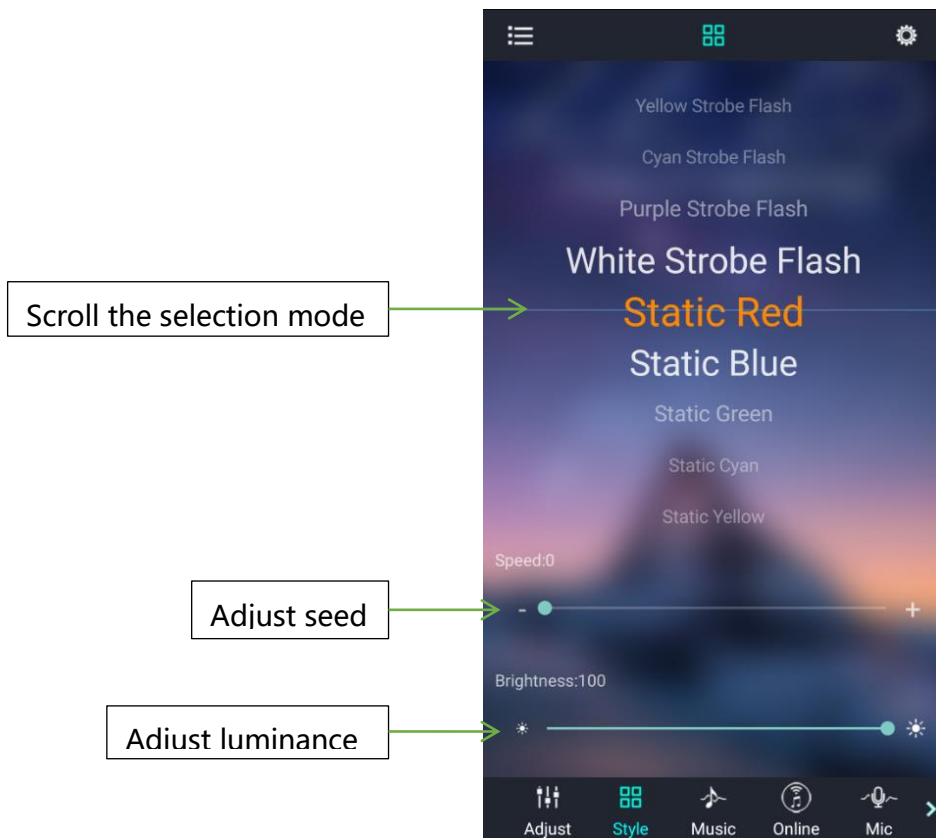 Yellow Strobe Flash
Cyan Strobe Flash
Purple Strobe Flash
White Strobe Flash
Scroll the selection mode
Static Red
Static Blue
Static Green
Static Cyan
Static Yellow
Speed:0
Adjust seed
- +
Brightness:100
Adjust luminance
Adjust Style Music Online Mic